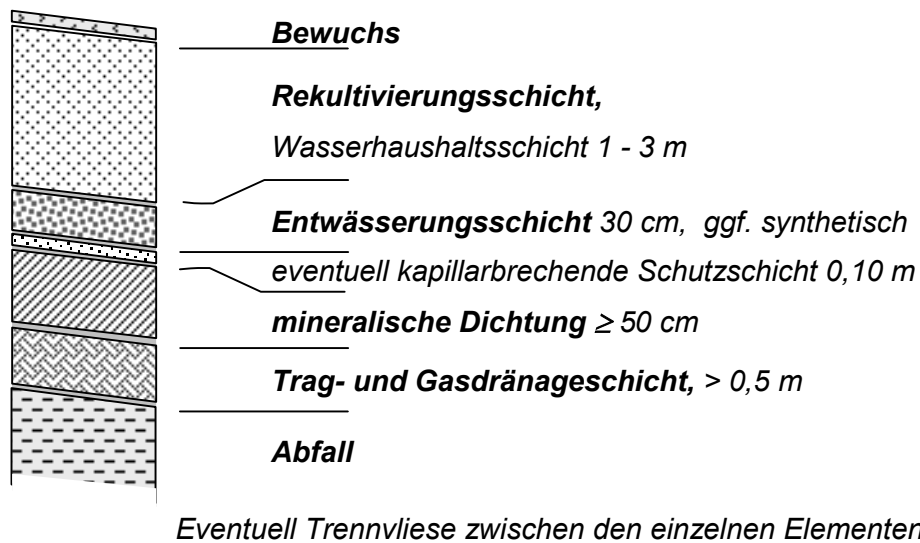 Bewuchs
Rekultivierungsschicht,
Wasserhaushaltsschicht 1 - 3 m
Entwässerungsschicht 30 cm, ggf. synthetisch
eventuell kapillarbrechende Schutzschicht 0,10 m
mineralische Dichtung ≥ 50 cm
Trag- und Gasdränageschicht, > 0,5 m
Abfall
Eventuell Trennvliese zwischen den einzelnen Elementen